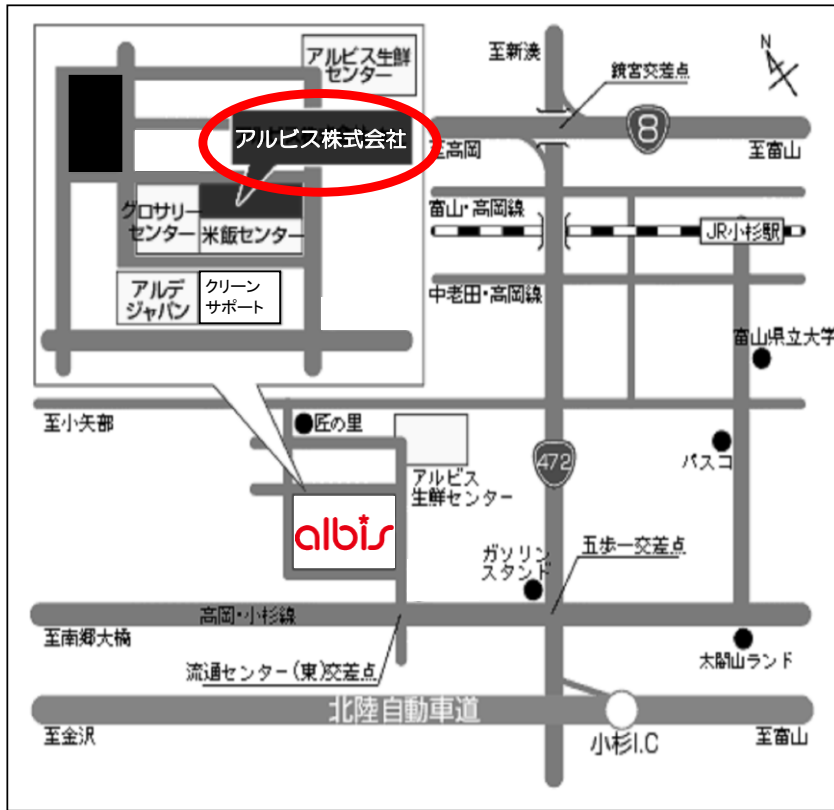 アルビス生鮮
センター
アルビス株式会社
グロサリー
センター
米飯センター
アルデ
ジャパン
クリーン
サポート
至新湊
鏡宮交差点
N
8
至高岡
至富山
富山・高岡線
JR小杉駅
中老田・高岡線
富山県立大学
至小矢部
匠の里
アルビス
生鮮センター
472
パスコ
albis
ガソリン
スタンド
五歩一交差点
高岡・小杉線
至南郷大橋
流通センター(東)交差点
太閤山ランド
北陸自動車道
至金沢
小杉I.C
至富山